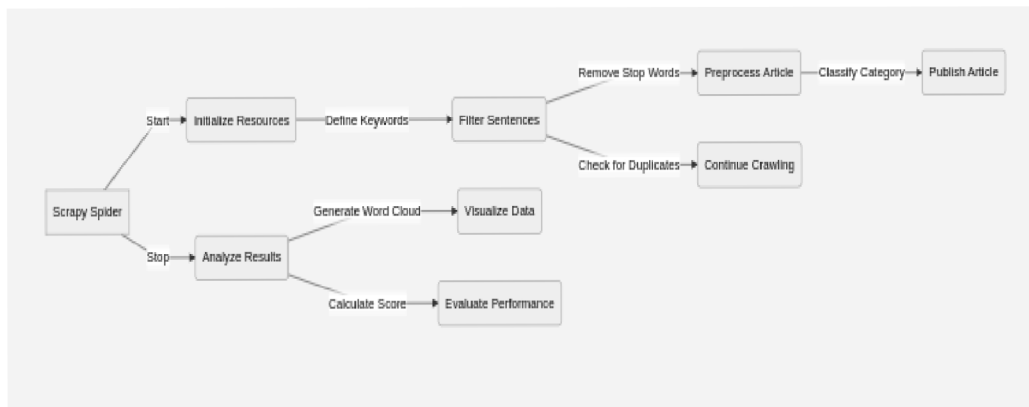 Remove Stop Words
Preprocess Article
Classify Category
Publish Article
Start
Initialize Resources
Define Keywords
Filter Sentences
Check for Duplicates
Continue Crawling
Scrapy Spider
Generate Word Cloud
Visualize Data
Stop
Analyze Results
Calculate Score
Evaluate Performance